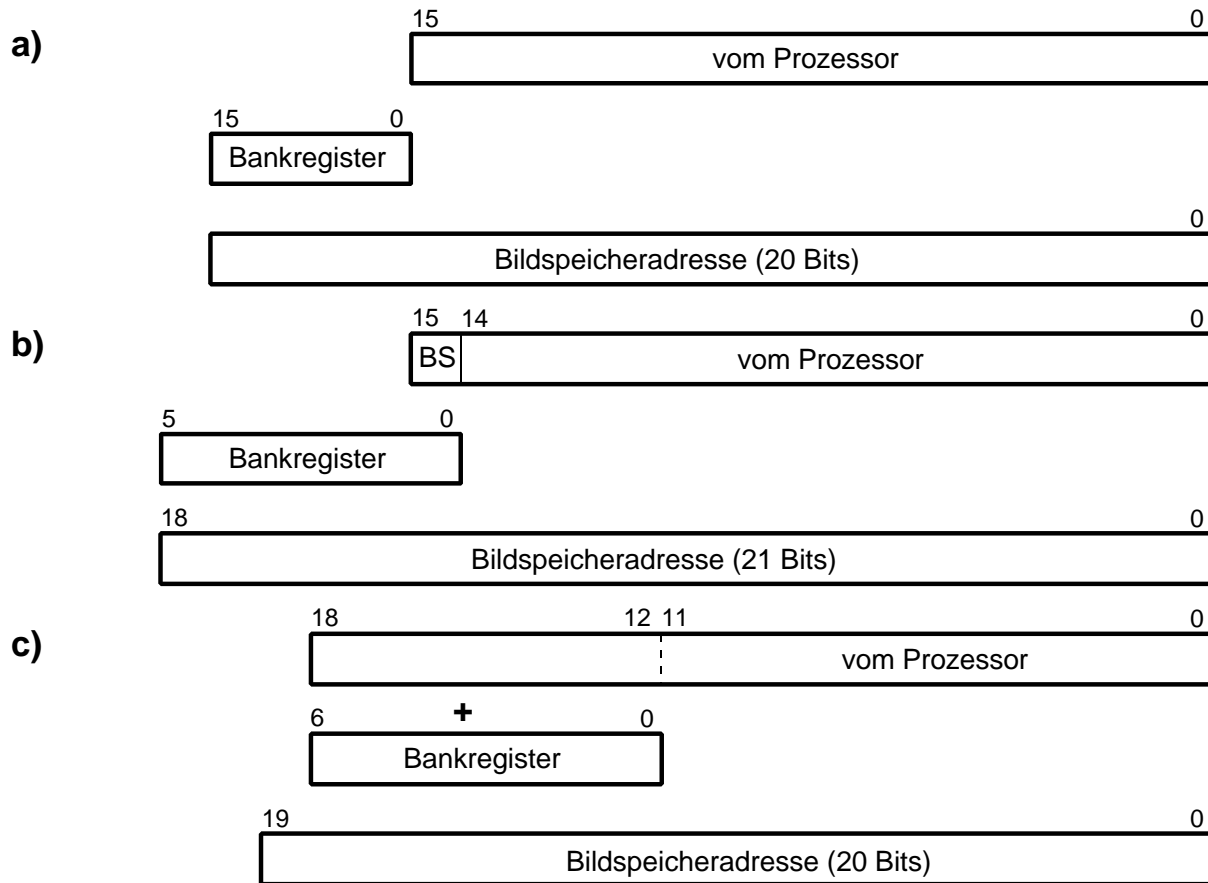 15 0
a)
vom Prozessor
15 0
Bankregister
0
Bildspeicheradresse (20 Bits)
15 14 0
b)
BS vom Prozessor
5 0
Bankregister
18 0
Bildspeicheradresse (21 Bits)
18 12 11 0
c)
vom Prozessor
+
6 0
Bankregister
19 0
Bildspeicheradresse (20 Bits)